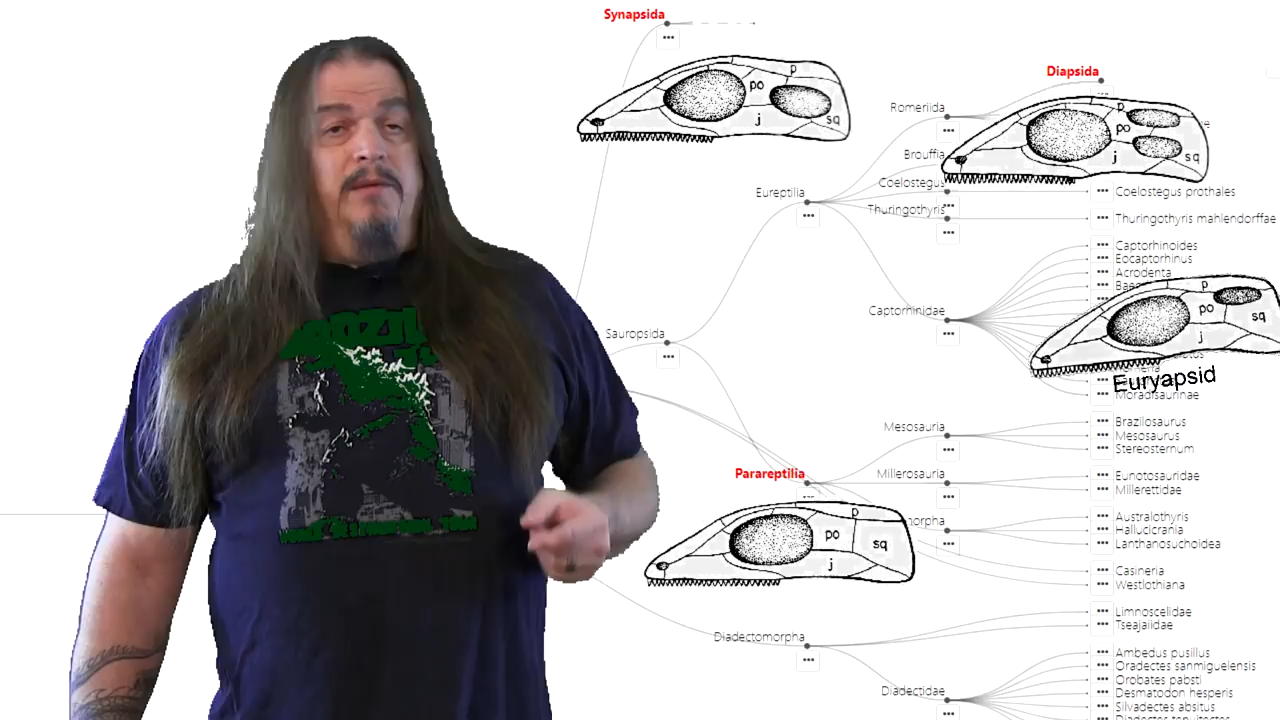 Synapsida
•••
p
po
j
sq
Diapsida
Romeriida
•••
p
po
j
sq
Brouffia
Coelostegus
•••
••• Coelostegus prothales
Eureptilia
•••
Thuringothyris
•••
••• Thuringothyris mahlendorffae
••• Captorhinoides
••• Eocaptorhinus
••• Acrodenta
Captorhinidae
•••
p
po
j
sq
Euryapsid
Moradisaurinae
Sauropsida
•••
Mesosauria
•••
••• Brazilosaurus
••• Mesosaurus
••• Stereosternum
Parareptilia
Millerosauria
•••
••• Eunotosauridae
••• Millerettidae
p
po
j
sq
•••
••• Australothyris
••• Hallucicrania
••• Lanthanosuchoidea
••• Casineria
••• Westlothiana
Diadectomorpha
•••
••• Limnoscelidae
••• Tseajaiidae
Diadectidae
•••
••• Ambedus pusillus
••• Oradectes sanmiguelensis
••• Orobates pabsti
••• Desmatodon hesperis
••• Silvadectes absitus